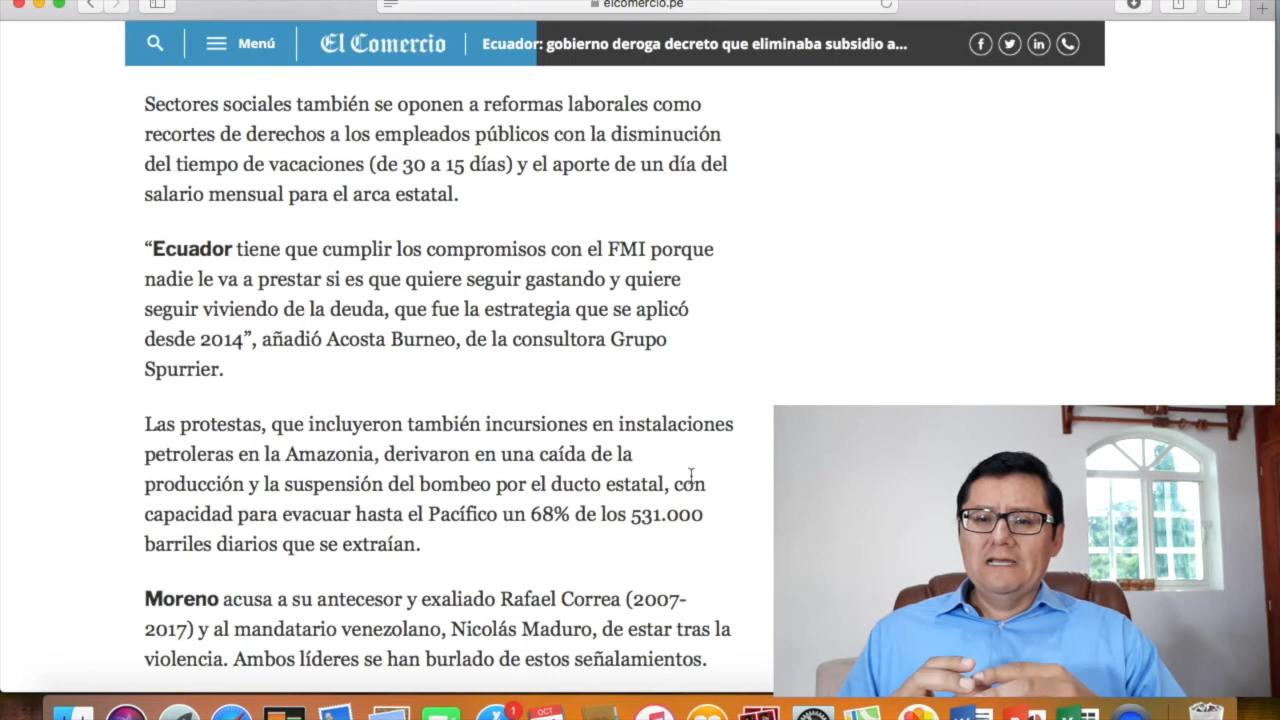 elcomercio.pe
Menú
El Comercio
Ecuador: gobierno deroga decreto que eliminaba subsidio a...
Sectores sociales también se oponen a reformas laborales como
recortes de derechos a los empleados públicos con la disminución
del tiempo de vacaciones (de 30 a 15 días) y el aporte de un día del
salario mensual para el arca estatal.
“Ecuador tiene que cumplir los compromisos con el FMI porque
nadie le va a prestar si es que quiere seguir gastando y quiere
seguir viviendo de la deuda, que fue la estrategia que se aplicó
desde 2014”, añadió Acosta Burneo, de la consultora Grupo
Spurrier.
Las protestas, que incluyeron también incursiones en instalaciones
petroleras en la Amazonia, derivaron en una caída de la
producción y la suspensión del bombeo por el ducto estatal, con
capacidad para evacuar hasta el Pacífico un 68% de los 531.000
barriles diarios que se extraían.
Moreno acusa a su antecesor y exaliado Rafael Correa (2007-
2017) y al mandatario venezolano, Nicolás Maduro, de estar tras la
violencia. Ambos líderes se han burlado de estos señalamientos.
1
OCT